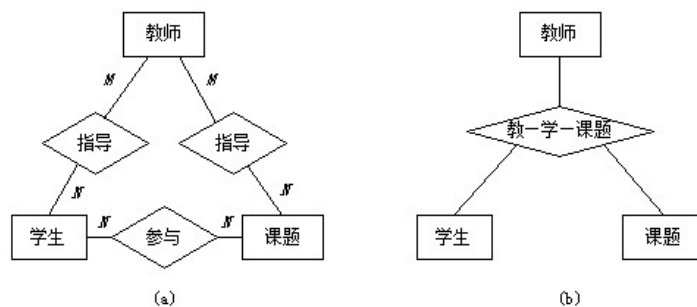 教师 教师
M M
指导 指导 教-学-课题
N N
学生 N 参与 N 课题 学生 课题
(a) (b)